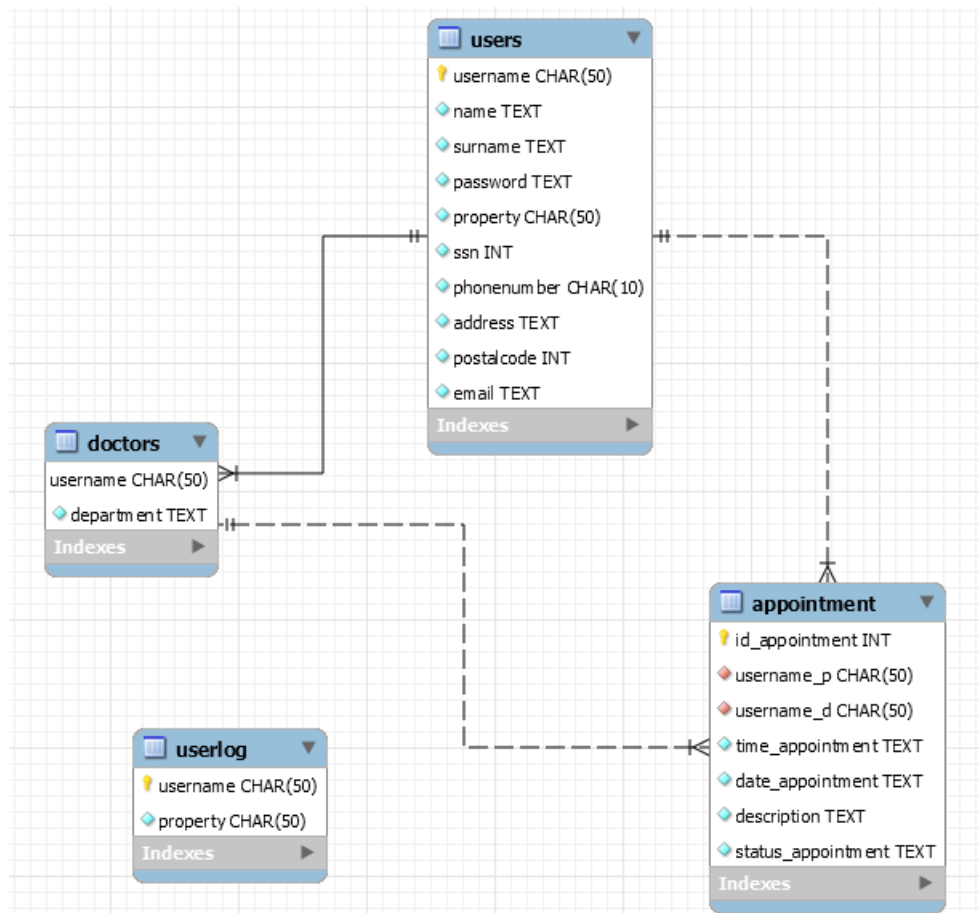 users
username CHAR(50)
name TEXT
surname TEXT
password TEXT
property CHAR(50)
ssn INT
phonenumber CHAR(10)
address TEXT
postalcode INT
email TEXT
Indexes
doctors
username CHAR(50)
department TEXT
Indexes
appointment
id_appointment INT
username_p CHAR(50)
username_d CHAR(50)
time_appointment TEXT
date_appointment TEXT
description TEXT
status_appointment TEXT
Indexes
userlog
username CHAR(50)
property CHAR(50)
Indexes